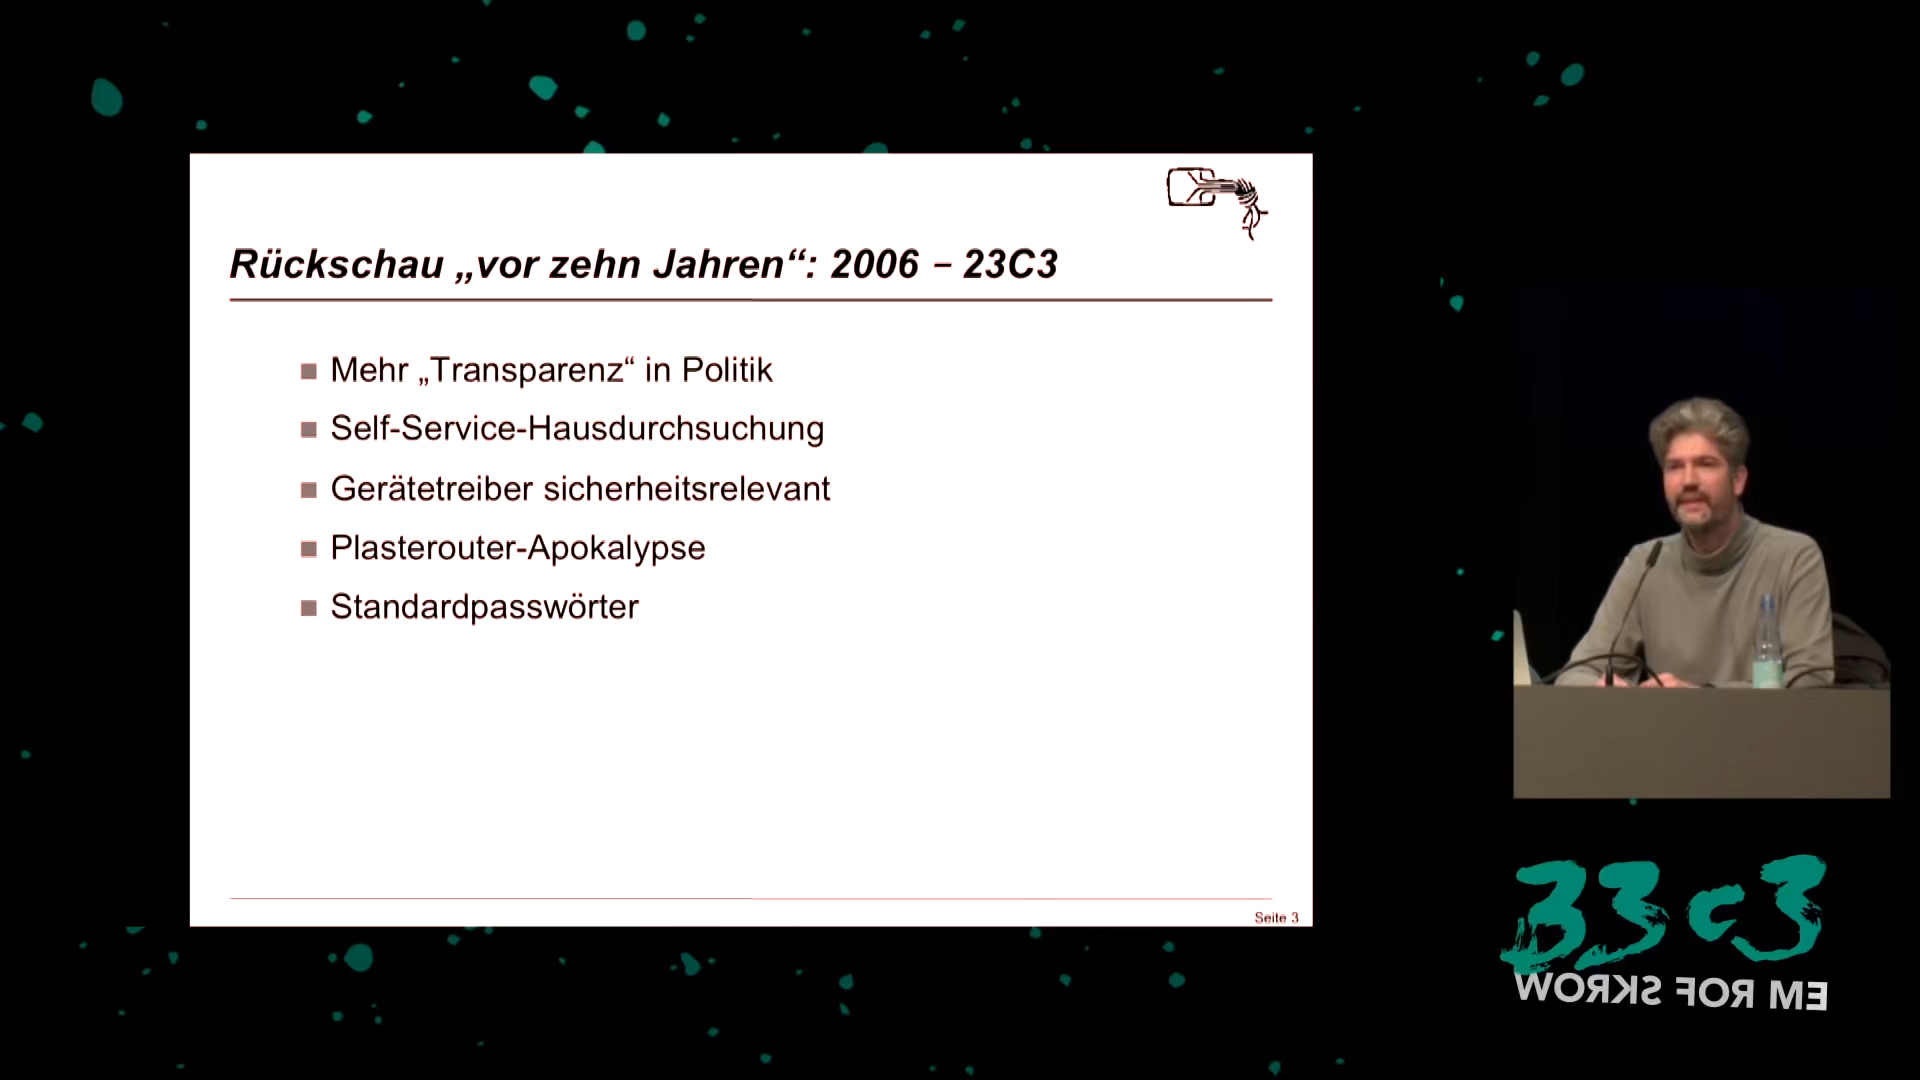 Rückschau „vor zehn Jahren“: 2006 – 23C3
Mehr „Transparenz“ in Politik
Self-Service-Hausdurchsuchung
Gerätetreiber sicherheitsrelevant
Plasterouter-Apokalypse
Standardpasswörter
Seite 3
33c3
WORKS FOR ME